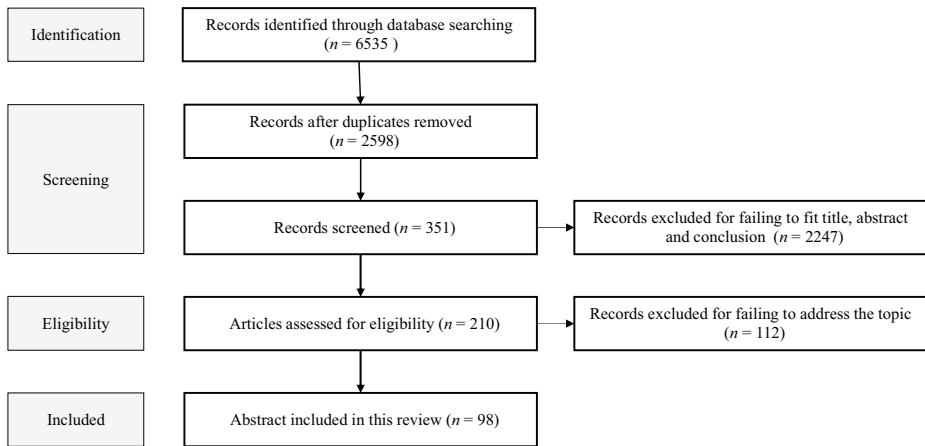 Identification
Records identified through database searching
(n = 6535 )
Screening
Records after duplicates removed
(n = 2598)
Records screened (n = 351)
Records excluded for failing to fit title, abstract
and conclusion (n = 2247)
Eligibility
Articles assessed for eligibility (n = 210)
Records excluded for failing to address the topic
(n = 112)
Included
Abstract included in this review (n = 98)